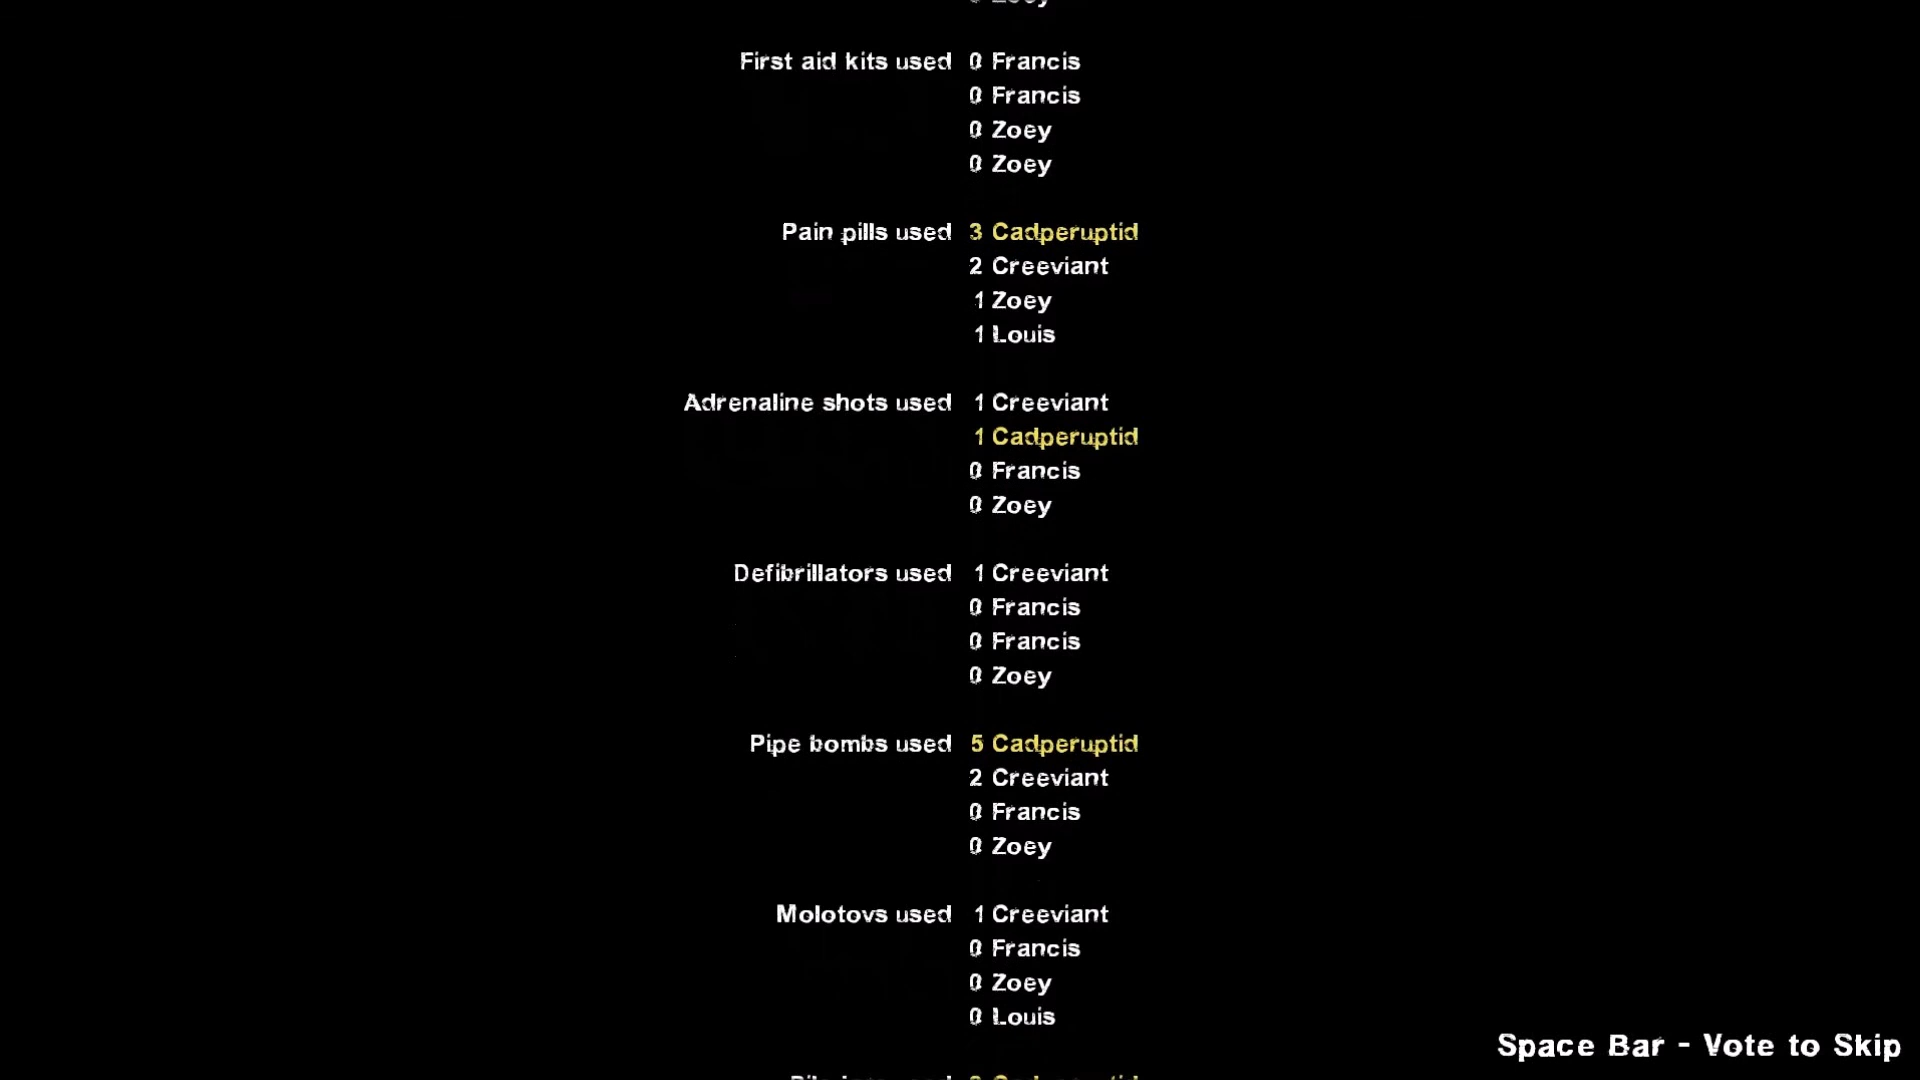 First aid kits used 0 Francis
0 Francis
0 Zoey
0 Zoey
Pain pills used 3 Cadperuptid
2 Creeviant
1 Zoey
1 Louis
Adrenaline shots used 1 Creeviant
1 Cadperuptid
0 Francis
0 Zoey
Defibrillators used 1 Creeviant
0 Francis
0 Francis
0 Zoey
Pipe bombs used 5 Cadperuptid
2 Creeviant
0 Francis
0 Zoey
Molotovs used 1 Creeviant
0 Francis
0 Zoey
0 Louis
Space Bar - Vote to Skip